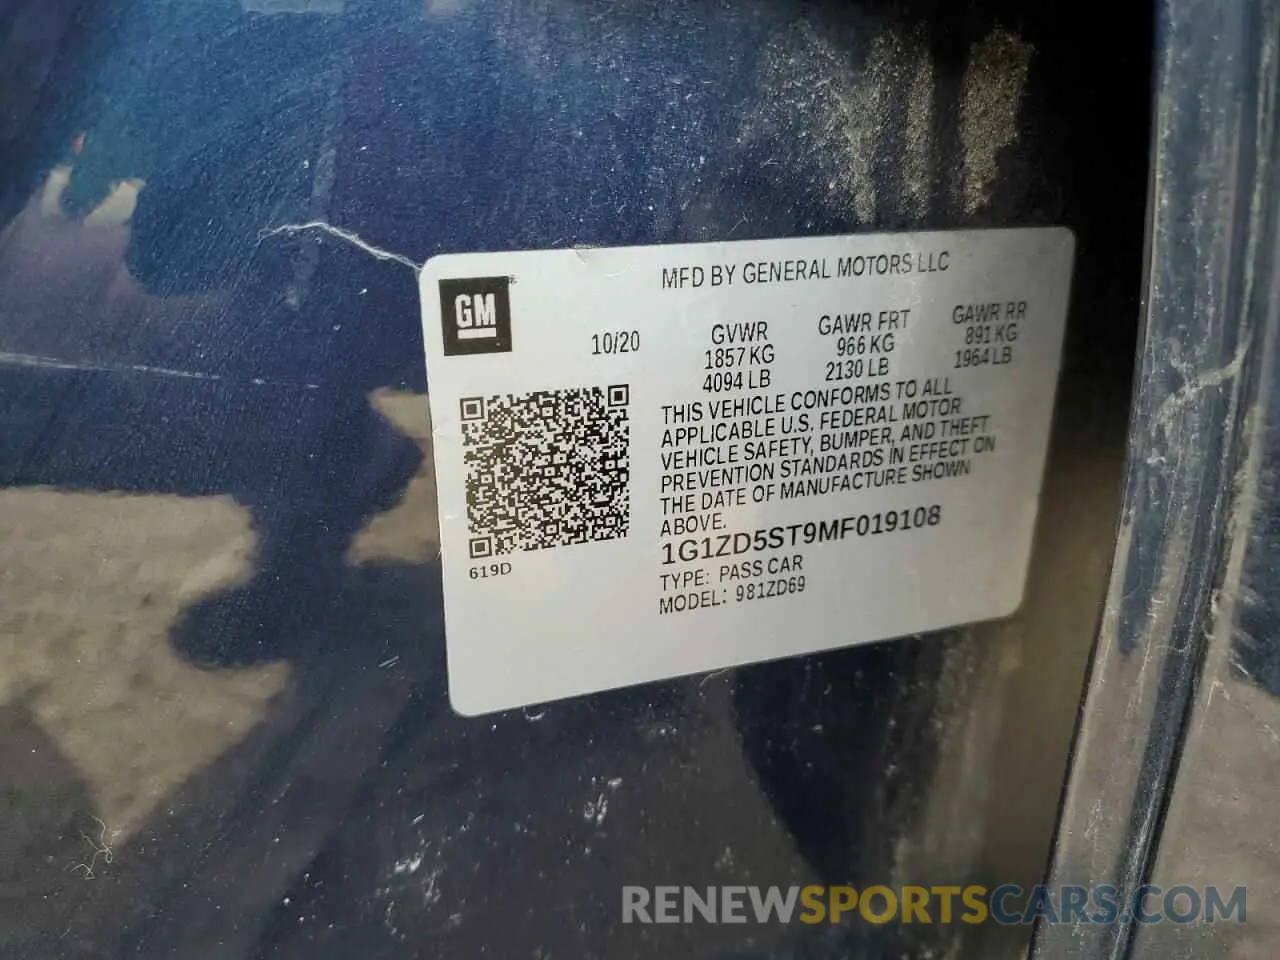 MFD BY GENERAL MOTORS LLC
GM
10/20
GVWR
1857 KG
4094 LB
GAWR FRT
966 KG
2130 LB
GAWR RR
891 KG
1964 LB
THIS VEHICLE CONFORMS TO ALL
APPLICABLE U.S. FEDERAL MOTOR
VEHICLE SAFETY, BUMPER, AND THEFT
PREVENTION STANDARDS IN EFFECT ON
THE DATE OF MANUFACTURE SHOWN
ABOVE.
1G1ZD5ST9MF019108
TYPE: PASS CAR
MODEL: 981ZD69
619D
RENEWSPORTSCARS.COM